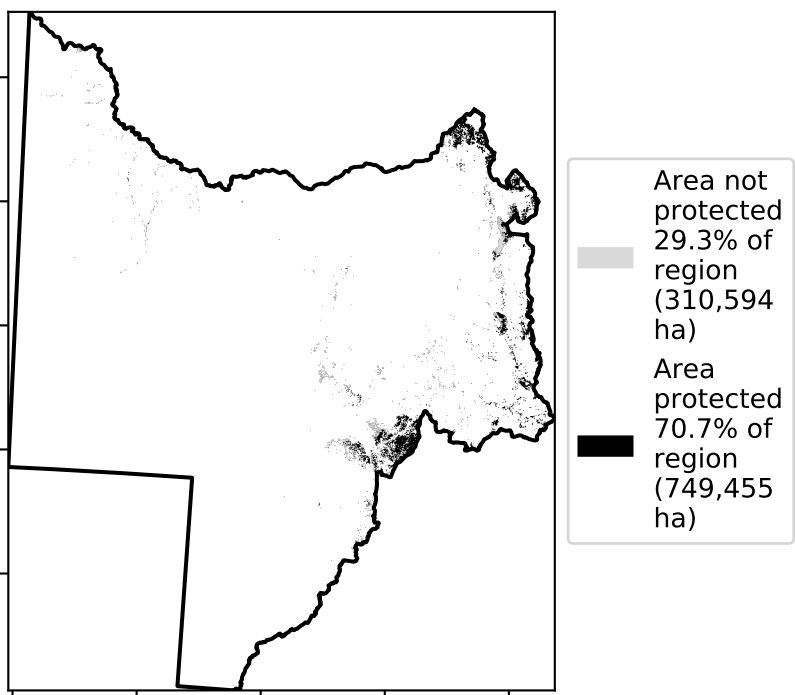 Area not
protected
29.3% of
region
(310,594
ha)
Area
protected
70.7% of
region
(749,455
ha)